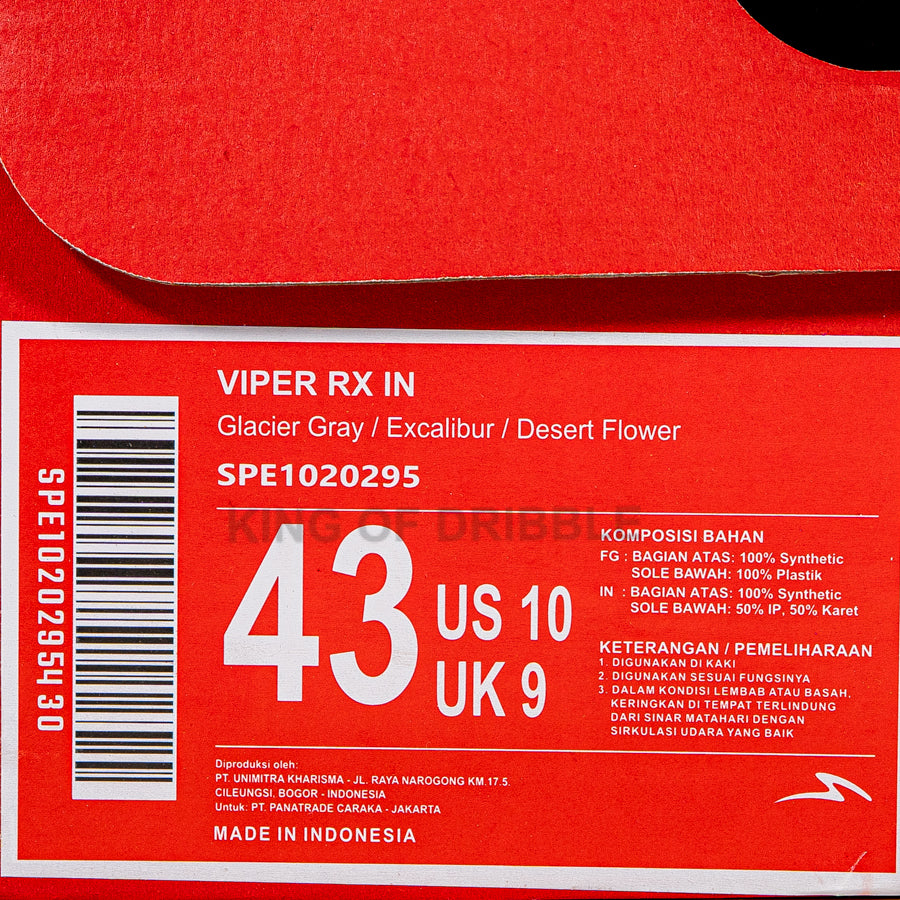 VIPER RX IN
Glacier Gray / Excalibur / Desert Flower
SPE1020295
SPE1020295430
KING OF DRIBBLE
43
US 10
UK 9
KOMPOSISI BAHAN
FG : BAGIAN ATAS: 100% Synthetic
SOLE BAWAH: 100% Plastik
IN : BAGIAN ATAS: 100% Synthetic
SOLE BAWAH: 50% IP, 50% Karet
KETERANGAN / PEMELIHARAAN
1. DIGUNAKAN DI KAKI
2. DIGUNAKAN SESUAI FUNGSINYA
3. DALAM KONDISI LEMBAB ATAU BASAH,
KERINGKAN DI TEMPAT TERLINDUNG
DARI SINAR MATAHARI DENGAN
SIRKULASI UDARA YANG BAIK
Diproduksi oleh:
PT. UNIMITRA KHARISMA - JL. RAYA NAROGONG KM.17.5.
CILEUNGSI, BOGOR - INDONESIA
Untuk: PT. PANATRADE CARAKA - JAKARTA
MADE IN INDONESIA